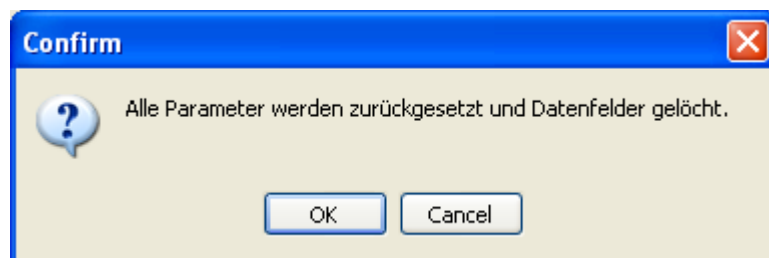 Confirm
Alle Parameter werden zurückgesetzt und Datenfelder gelöcht.
OK
Cancel